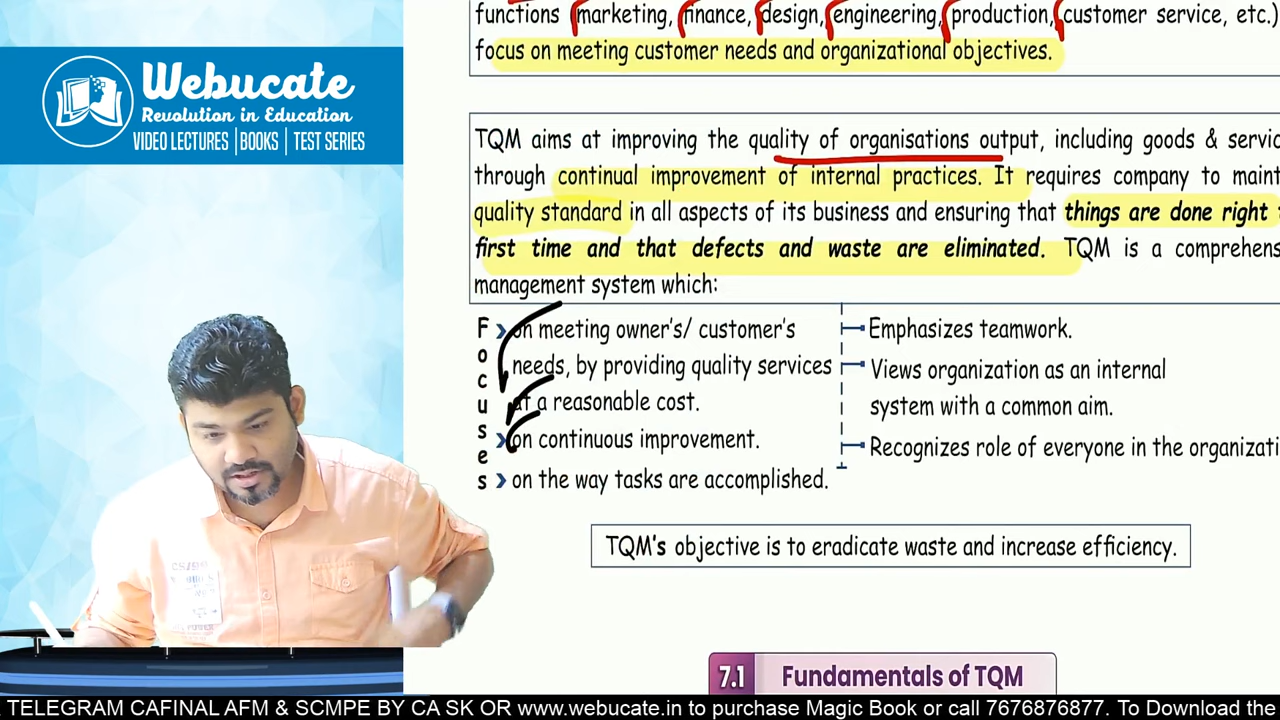 Webucate
Revolution in Education
VIDEO LECTURES | BOOKS | TEST SERIES
functions (marketing, finance, design, engineering, production, customer service, etc.)
focus on meeting customer needs and organizational objectives.
TQM aims at improving the quality of organisations output, including goods &
through continual improvement of internal practices. It requires company to
quality standard in all aspects of its business and ensuring that things are done right
first time and that defects and waste are eliminated. TQM is a
management system which:
Focuses
on meeting owner's/ customer's
needs, by providing quality services
at a reasonable cost.
on continuous improvement.
on the way tasks are accomplished.
Emphasizes teamwork.
Views organization as an internal
system with a common aim.
Recognizes role of everyone in the
TQM's objective is to eradicate waste and increase efficiency.
7.1 Fundamentals of TQM
TELEGRAM CAFINAL AFM & SCMPE BY CA SK OR www.webucate.in to purchase Magic Book or call 7676876877. To Download the